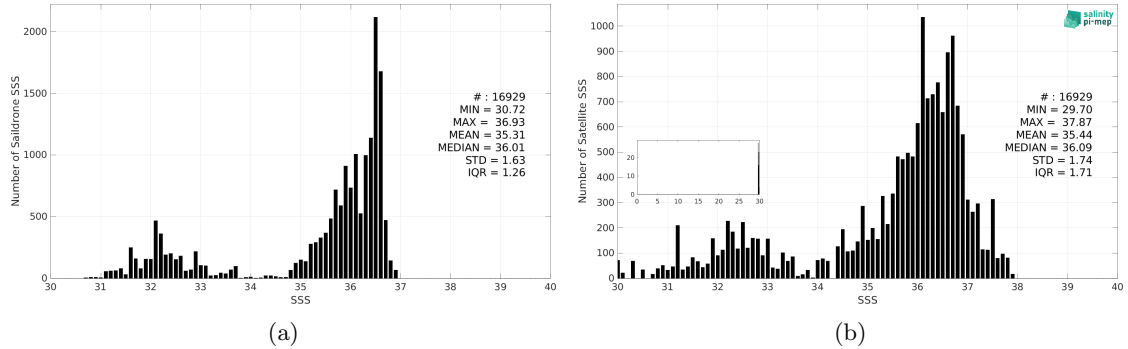 2000
1500
1000
500
0
30
31
32
33
34
35
36
37
38
39
40
SSS
Number of Saildrone SSS
# : 16929
MIN = 30.72
MAX = 36.93
MEAN = 35.31
MEDIAN = 36.01
STD = 1.63
IQR = 1.26
(a)
salinity
pi-mep
1000
900
800
700
600
500
400
300
200
100
0
30
31
32
33
34
35
36
37
38
39
40
SSS
Number of Satellite SSS
# : 16929
MIN = 29.70
MAX = 37.87
MEAN = 35.44
MEDIAN = 36.09
STD = 1.74
IQR = 1.71
20
10
0
0
5
10
15
20
25
30
(b)